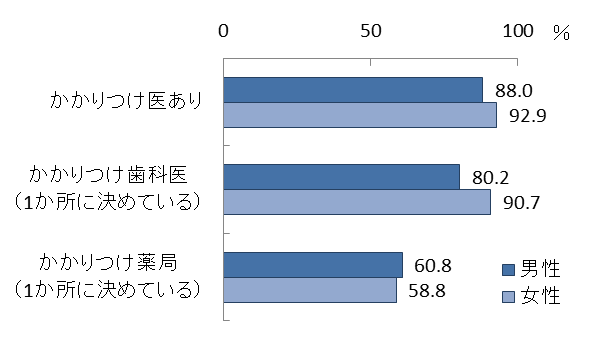 0 50 100 %
かかりつけ医あり
88.0
92.9
かかりつけ歯科医
（1か所に決めている）
80.2
90.7
かかりつけ薬局
（1か所に決めている）
60.8
58.8
男性
女性